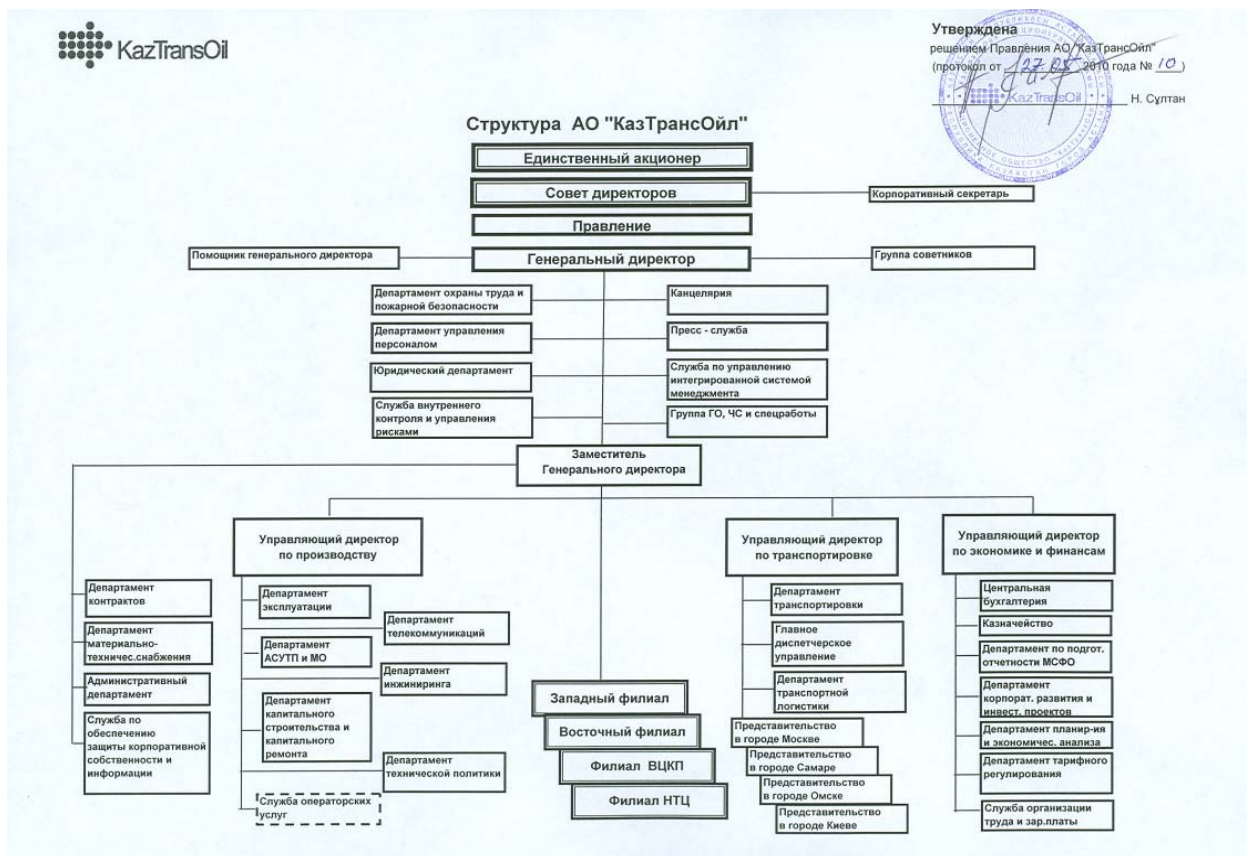 KazTransOil
Утверждена
решением Правления АО "КазТрансОйл"
(протокол от 27.05 2010 года № 10)
Н. Сұлтан
KazTransOil
Структура АО "КазТрансОйл"
Единственный акционер
Совет директоров
Корпоративный секретарь
Правление
Помощник генерального директора
Генеральный директор
Группа советников
Департамент охраны труда и
пожарной безопасности
Канцелярия
Департамент управления
персоналом
Пресс - служба
Юридический департамент
Служба по управлению
интегрированной системой
менеджмента
Служба внутреннего
контроля и управления
рисками
Группа ГО, ЧС и спецработы
Заместитель
Генерального директора
Управляющий директор
по производству
Управляющий директор
по транспортировке
Управляющий директор
по экономике и финансам
Департамент
контрактов
Департамент
материально-
техничес.снабжения
Административный
департамент
Служба по
обеспечению
защиты корпоративной
собственности и
информации
Департамент
эксплуатации
Департамент
телекоммуникаций
Департамент
АСУТП и МО
Департамент
инжиниринга
Департамент
капитального
строительства и
капитального
ремонта
Департамент
технической политики
Служба операторских
услуг
Западный филиал
Восточный филиал
Филиал ВЦКП
Филиал НТЦ
Департамент
транспортировки
Главное
диспетчерское
управление
Департамент
транспортной
логистики
Представительство
в городе Москве
Представительство
в городе Самаре
Представительство
в городе Омске
Представительство
в городе Киеве
Центральная
бухгалтерия
Казначейство
Департамент по подгот.
отчетности МСФО
Департамент
корпорат. развития и
инвест. проектов
Департамент планир-ия
и экономичес. анализа
Департамент тарифного
регулирования
Служба организации
труда и зар.платы